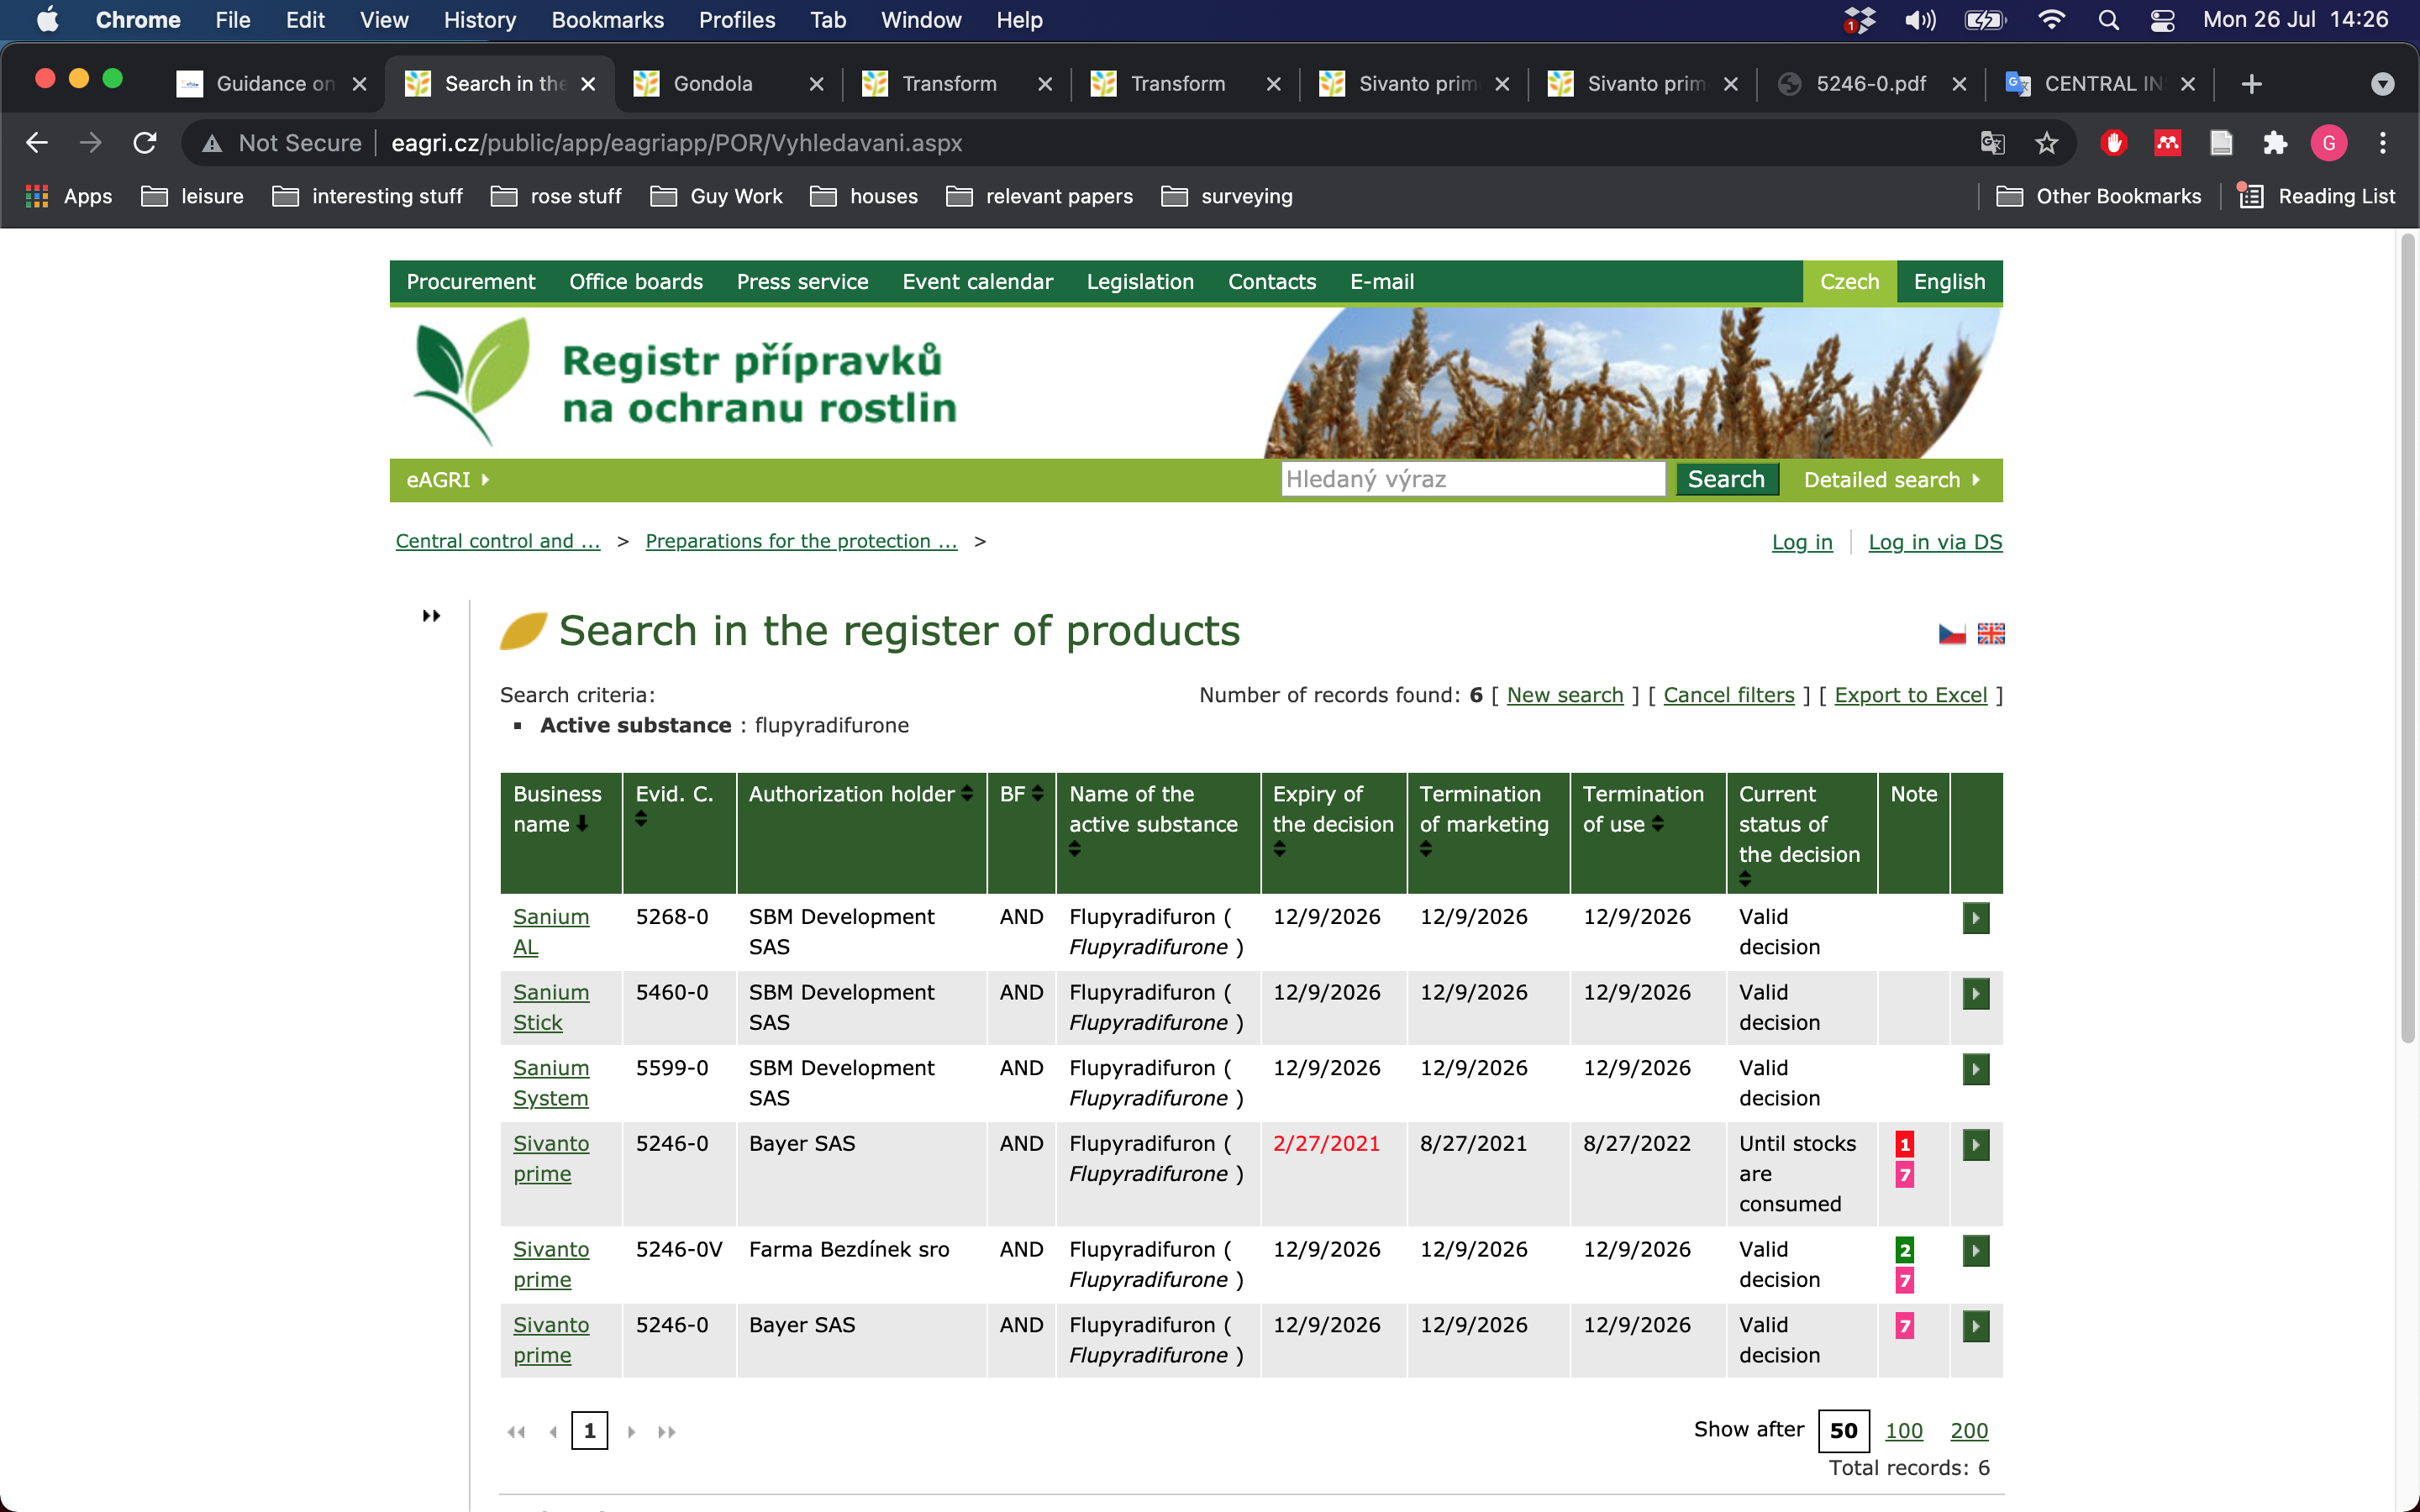 Chrome File Edit View History Bookmarks Profiles Tab Window Help 1 Mon 26 Jul 14:26
Guidance on Search in the Gondola Transform Transform Sivanto prim Sivanto prim 5246-0.pdf CENTRAL IN
Not Secure eagri.cz/public/app/eagriapp/POR/Vyhledavani.aspx G
Apps leisure interesting stuff rose stuff Guy Work houses relevant papers surveying Other Bookmarks Reading List
Procurement Office boards Press service Event calendar Legislation Contacts E-mail Czech English
Registr přípravků
na ochranu rostlin
eAGRI Hledaný výraz Search Detailed search
Central control and ... > Preparations for the protection ... > Log in Log in via DS
Search in the register of products
Search criteria: Number of records found: 6 [ New search ] [ Cancel filters ] [ Export to Excel ]
Active substance : flupyradifurone
Business name Evid. C. Authorization holder BF Name of the active substance Expiry of the decision Termination of marketing Termination of use Current status of the decision Note
Sanium AL 5268-0 SBM Development SAS AND Flupyradifuron ( Flupyradifurone ) 12/9/2026 12/9/2026 12/9/2026 Valid decision
Sanium Stick 5460-0 SBM Development SAS AND Flupyradifuron ( Flupyradifurone ) 12/9/2026 12/9/2026 12/9/2026 Valid decision
Sanium System 5599-0 SBM Development SAS AND Flupyradifuron ( Flupyradifurone ) 12/9/2026 12/9/2026 12/9/2026 Valid decision
Sivanto prime 5246-0 Bayer SAS AND Flupyradifuron ( Flupyradifurone ) 2/27/2021 8/27/2021 8/27/2022 Until stocks are consumed 1 7
Sivanto prime 5246-0V Farma Bezdínek sro AND Flupyradifuron ( Flupyradifurone ) 12/9/2026 12/9/2026 12/9/2026 Valid decision 2 7
Sivanto prime 5246-0 Bayer SAS AND Flupyradifuron ( Flupyradifurone ) 12/9/2026 12/9/2026 12/9/2026 Valid decision 7
1 Show after 50 100 200
Total records: 6